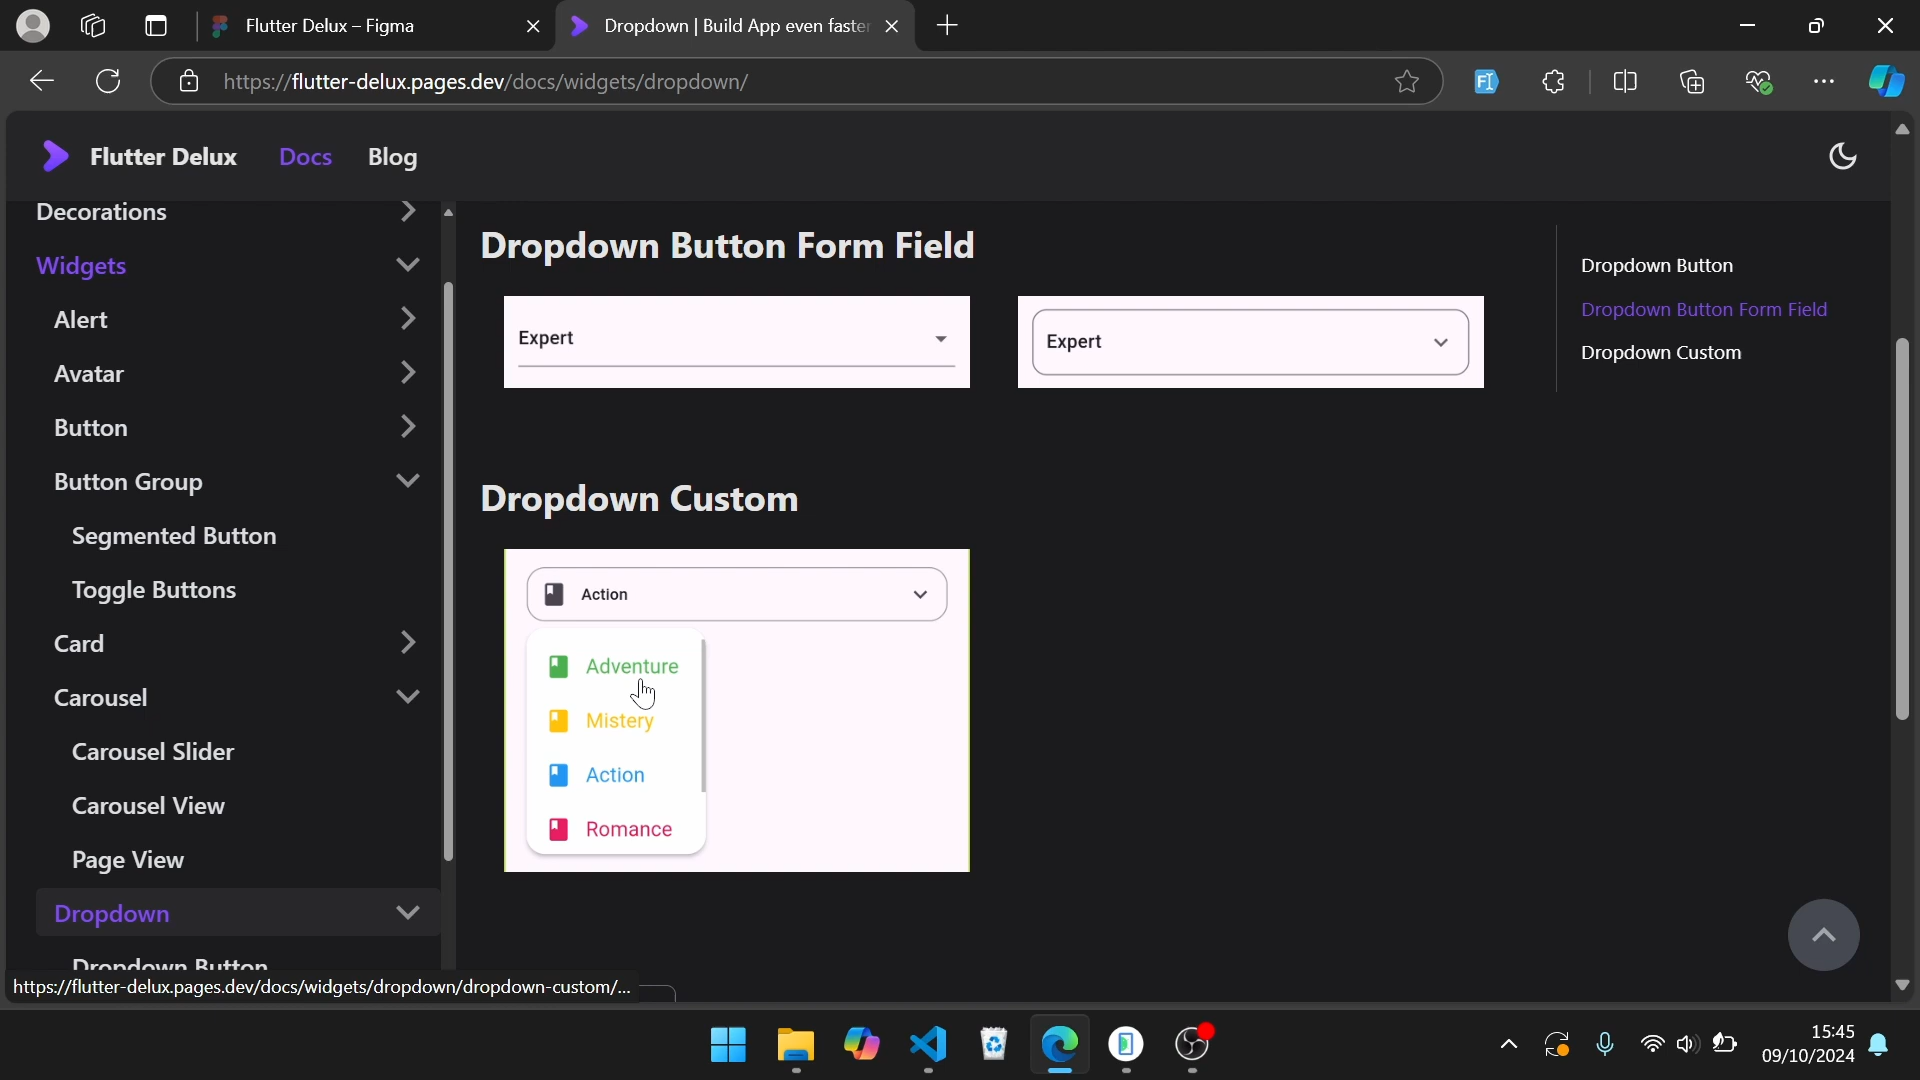 Flutter Delux – Figma
Dropdown | Build App even faster
https://flutter-delux.pages.dev/docs/widgets/dropdown/
Flutter Delux
Docs
Blog
Decorations
Widgets
Alert
Avatar
Button
Button Group
Segmented Button
Toggle Buttons
Card
Carousel
Carousel Slider
Carousel View
Page View
Dropdown
Dropdown Button
Dropdown Button Form Field
Expert
Expert
Dropdown Custom
Action
Adventure
Mistery
Action
Romance
Dropdown Button
Dropdown Button Form Field
Dropdown Custom
https://flutter-delux.pages.dev/docs/widgets/dropdown/dropdown-custom/...
15:45
09/10/2024